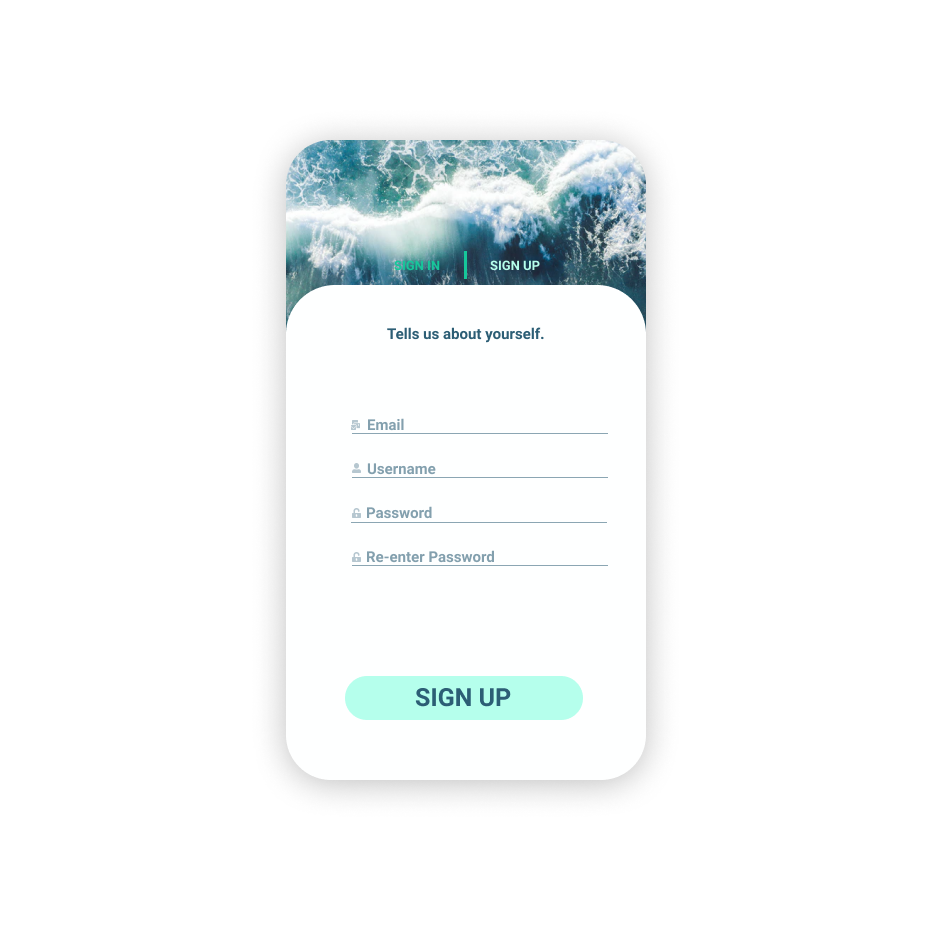 SIGN IN
SIGN UP
Tells us about yourself.
Email
Username
Password
Re-enter Password
SIGN UP